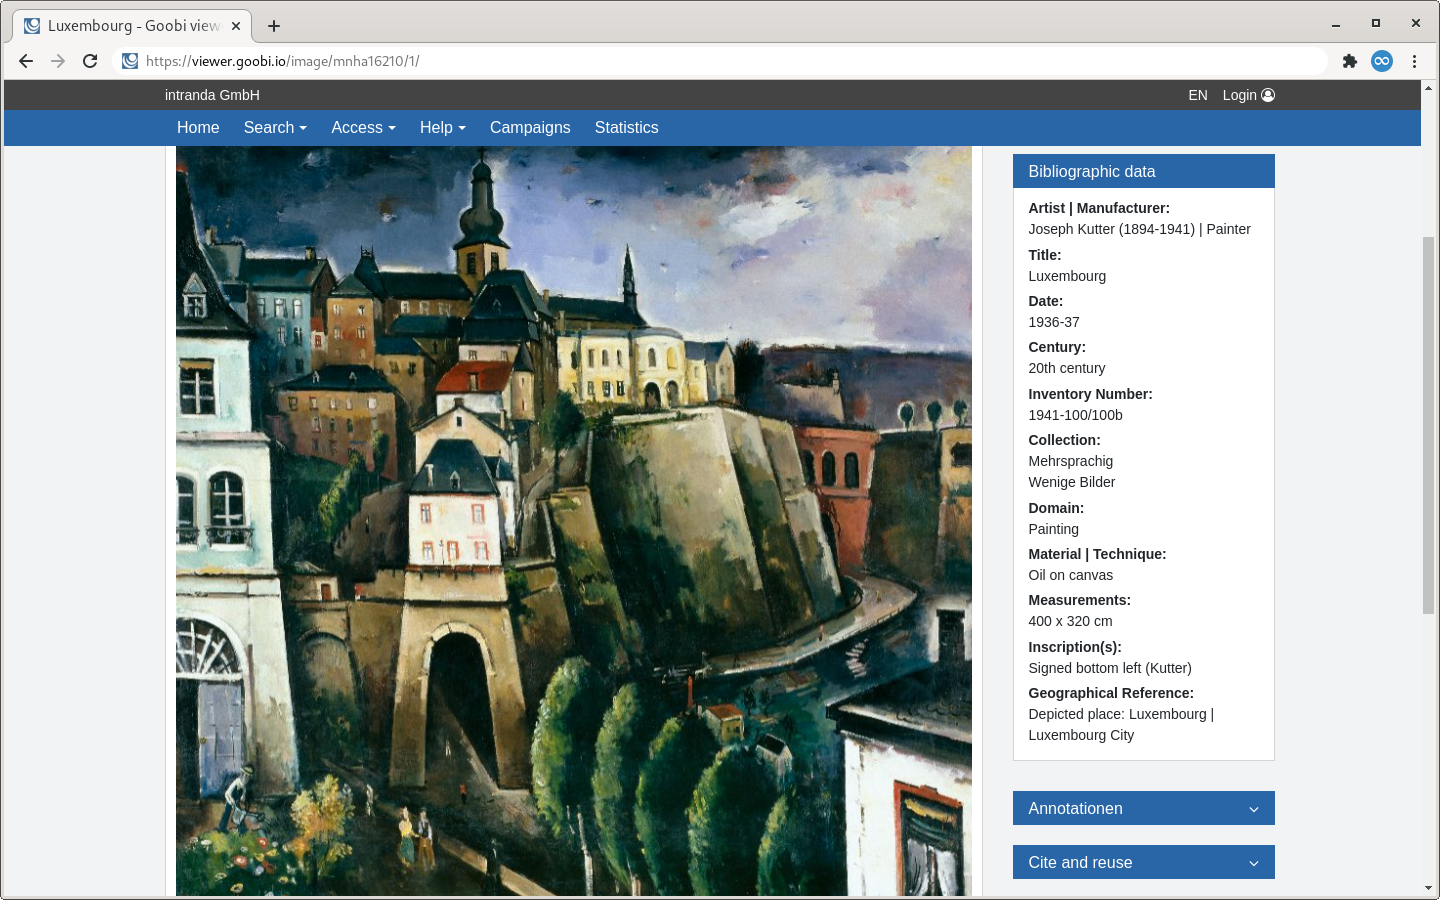 Luxembourg - Goobi view
https://viewer.goobi.io/image/mnha16210/1/
intranda GmbH
EN Login
Home Search Access Help Campaigns Statistics
Bibliographic data
Artist | Manufacturer:
Joseph Kutter (1894-1941) | Painter
Title:
Luxembourg
Date:
1936-37
Century:
20th century
Inventory Number:
1941-100/100b
Collection:
Mehrsprachig
Wenige Bilder
Domain:
Painting
Material | Technique:
Oil on canvas
Measurements:
400 x 320 cm
Inscription(s):
Signed bottom left (Kutter)
Geographical Reference:
Depicted place: Luxembourg |
Luxembourg City
Annotationen
Cite and reuse